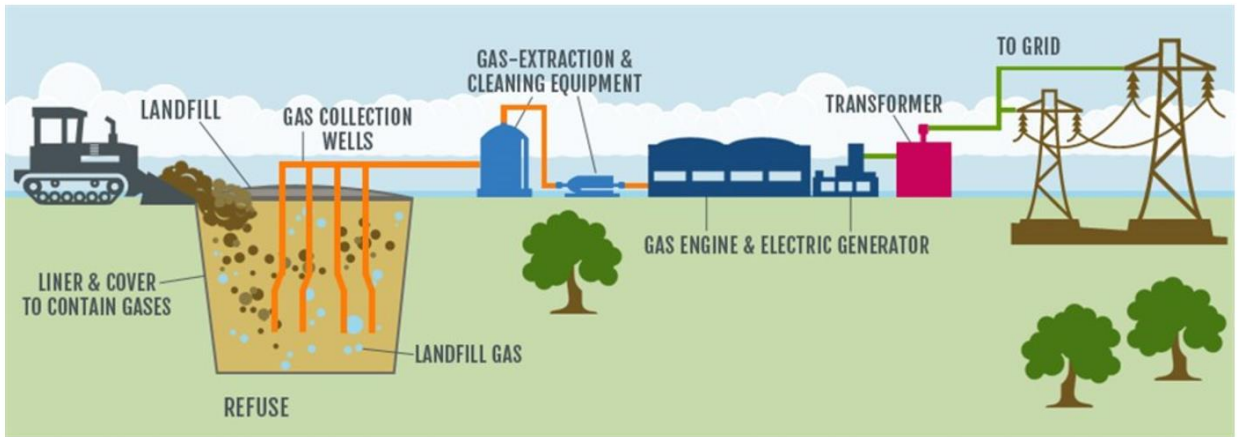 LANDFILL
GAS COLLECTION
WELLS
GAS-EXTRACTION &
CLEANING EQUIPMENT
TRANSFORMER
TO GRID
LINER & COVER
TO CONTAIN GASES
GAS ENGINE & ELECTRIC GENERATOR
LANDFILL GAS
REFUSE